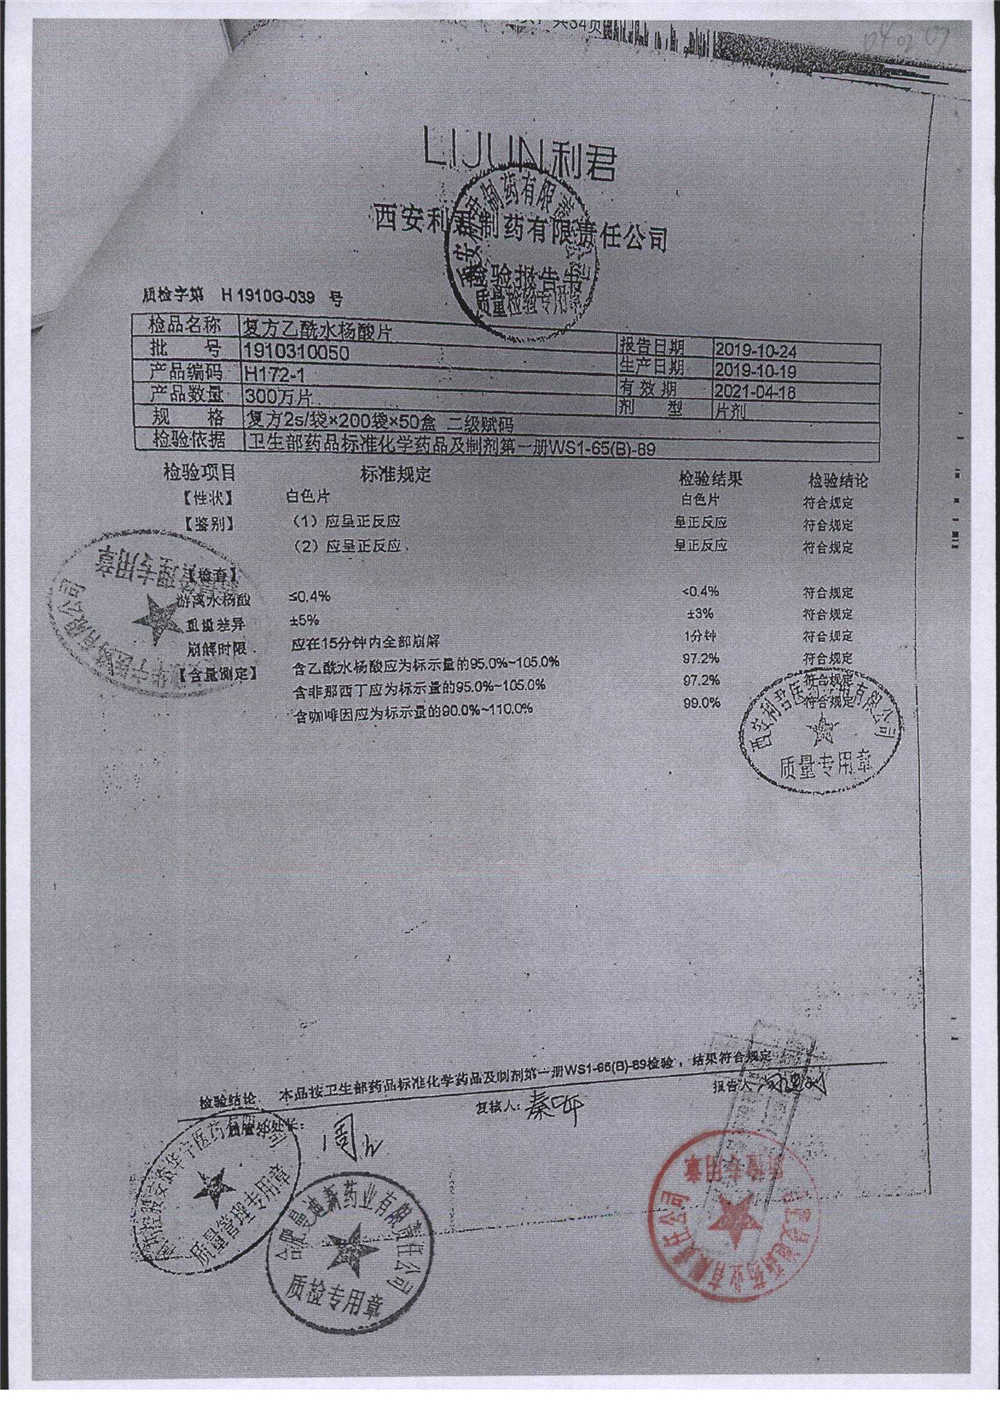 共34页
LIJUN利君
西安利君制药有限责任公司
检验报告书
质量检验专用章
质检字第 H1910G-039 号
检品名称 复方乙酰水杨酸片
批 号 1910310050 报告日期 2019-10-24
产品编码 H172-1 生产日期 2019-10-19
产品数量 300万片 有效期 2021-04-18
规 格 复方2s/袋×200袋×50盒 二级赋码 剂 型 片剂
检验依据 卫生部药品标准化学药品及制剂第一册WS1-65(B)-89
检验项目 标准规定 检验结果 检验结论
【性状】 白色片 白色片 符合规定
【鉴别】 （1）应呈正反应 呈正反应 符合规定
（2）应呈正反应 呈正反应 符合规定
【检查】
游离水杨酸 ≤0.4% <0.4% 符合规定
重量差异 ±5% ±3% 符合规定
崩解时限 应在15分钟内全部崩解 1分钟 符合规定
【含量测定】 含乙酰水杨酸应为标示量的95.0%~105.0% 97.2% 符合规定
含非那西丁应为标示量的95.0%~105.0% 97.2% 符合规定
含咖啡因应为标示量的90.0%~110.0% 99.0% 符合规定
质量专用章
检验结论 本品按卫生部药品标准化学药品及制剂第一册WS1-65(B)-89检验，结果符合规定
复核人： 报告人
质量管理专用章
质检专用章
质检专用章